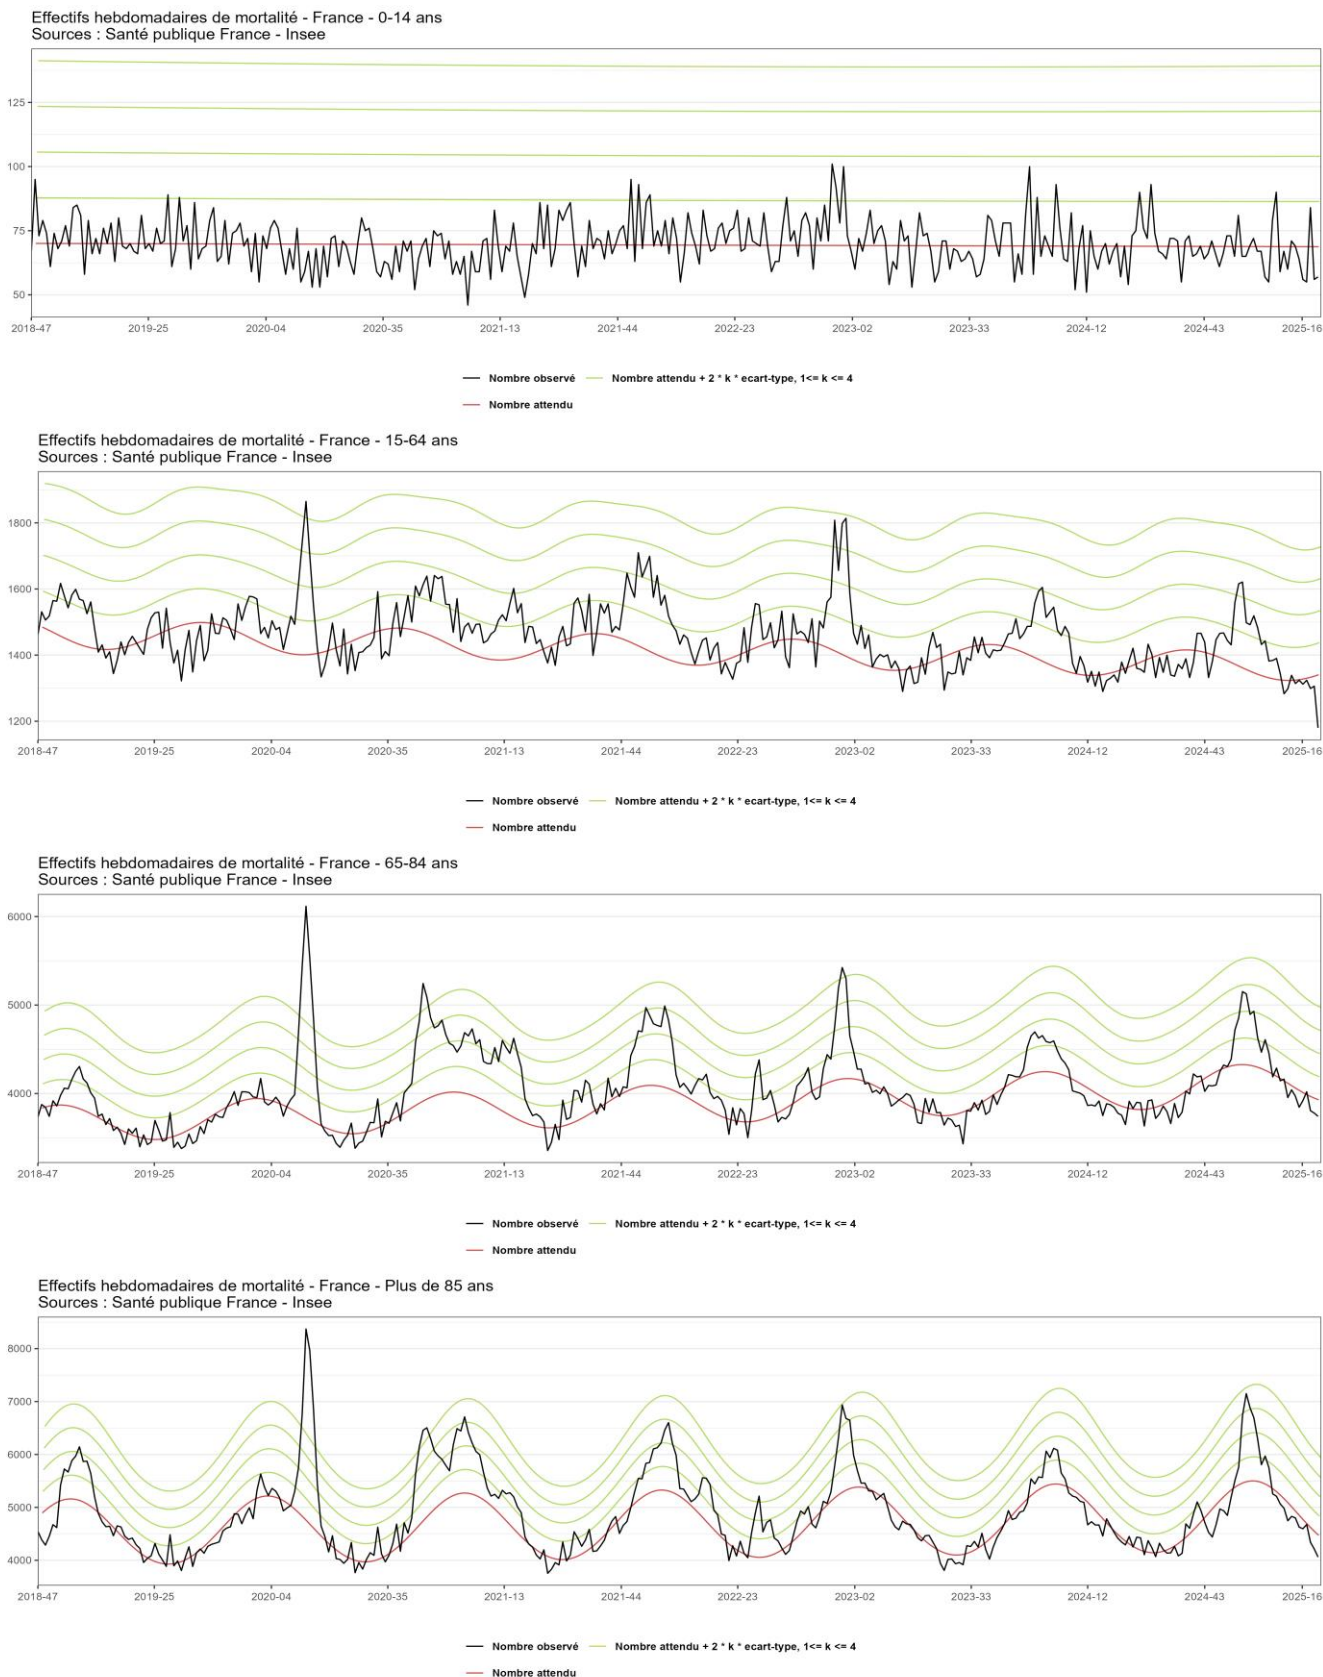 Effectifs hebdomadaires de mortalité - France - 0-14 ans
Sources : Santé publique France - Insee
125
100
75
50
2018-47 2019-25 2020-04 2020-35 2021-13 2021-44 2022-23 2023-02 2023-33 2024-12 2024-43 2025-16
Nombre observé Nombre attendu + 2 * k * ecart-type, 1<= k <= 4
Nombre attendu
Effectifs hebdomadaires de mortalité - France - 15-64 ans
Sources : Santé publique France - Insee
1800
1600
1400
1200
2018-47 2019-25 2020-04 2020-35 2021-13 2021-44 2022-23 2023-02 2023-33 2024-12 2024-43 2025-16
Nombre observé Nombre attendu + 2 * k * ecart-type, 1<= k <= 4
Nombre attendu
Effectifs hebdomadaires de mortalité - France - 65-84 ans
Sources : Santé publique France - Insee
6000
5000
4000
2018-47 2019-25 2020-04 2020-35 2021-13 2021-44 2022-23 2023-02 2023-33 2024-12 2024-43 2025-16
Nombre observé Nombre attendu + 2 * k * ecart-type, 1<= k <= 4
Nombre attendu
Effectifs hebdomadaires de mortalité - France - Plus de 85 ans
Sources : Santé publique France - Insee
8000
7000
6000
5000
4000
2018-47 2019-25 2020-04 2020-35 2021-13 2021-44 2022-23 2023-02 2023-33 2024-12 2024-43 2025-16
Nombre observé Nombre attendu + 2 * k * ecart-type, 1<= k <= 4
Nombre attendu